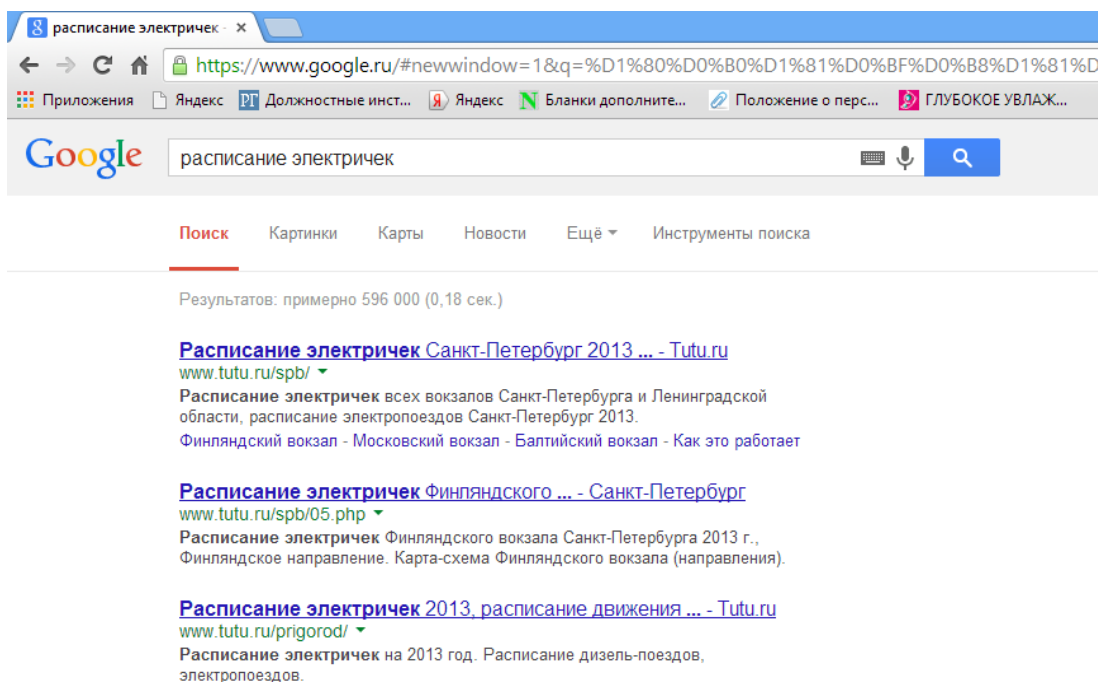 расписание электричек
https://www.google.ru/#newwindow=1&q=%D1%80%D0%B0%D1%81%D0%BF%D0%B8%D1%81%D
Приложения Яндекс Должностные инст... Яндекс Бланки дополните... Положение о перс... ГЛУБОКОЕ УВЛАЖ...
Google расписание электричек
Поиск Картинки Карты Новости Ещё Инструменты поиска
Результатов: примерно 596 000 (0,18 сек.)
Расписание электричек Санкт-Петербург 2013 ... - Tutu.ru
www.tutu.ru/spb/
Расписание электричек всех вокзалов Санкт-Петербурга и Ленинградской
области, расписание электропоездов Санкт-Петербург 2013.
Финляндский вокзал - Московский вокзал - Балтийский вокзал - Как это работает
Расписание электричек Финляндского ... - Санкт-Петербург
www.tutu.ru/spb/05.php
Расписание электричек Финляндского вокзала Санкт-Петербурга 2013 г.,
Финляндское направление. Карта-схема Финляндского вокзала (направления).
Расписание электричек 2013, расписание движения ... - Tutu.ru
www.tutu.ru/prigorod/
Расписание электричек на 2013 год. Расписание дизель-поездов,
электропоездов.